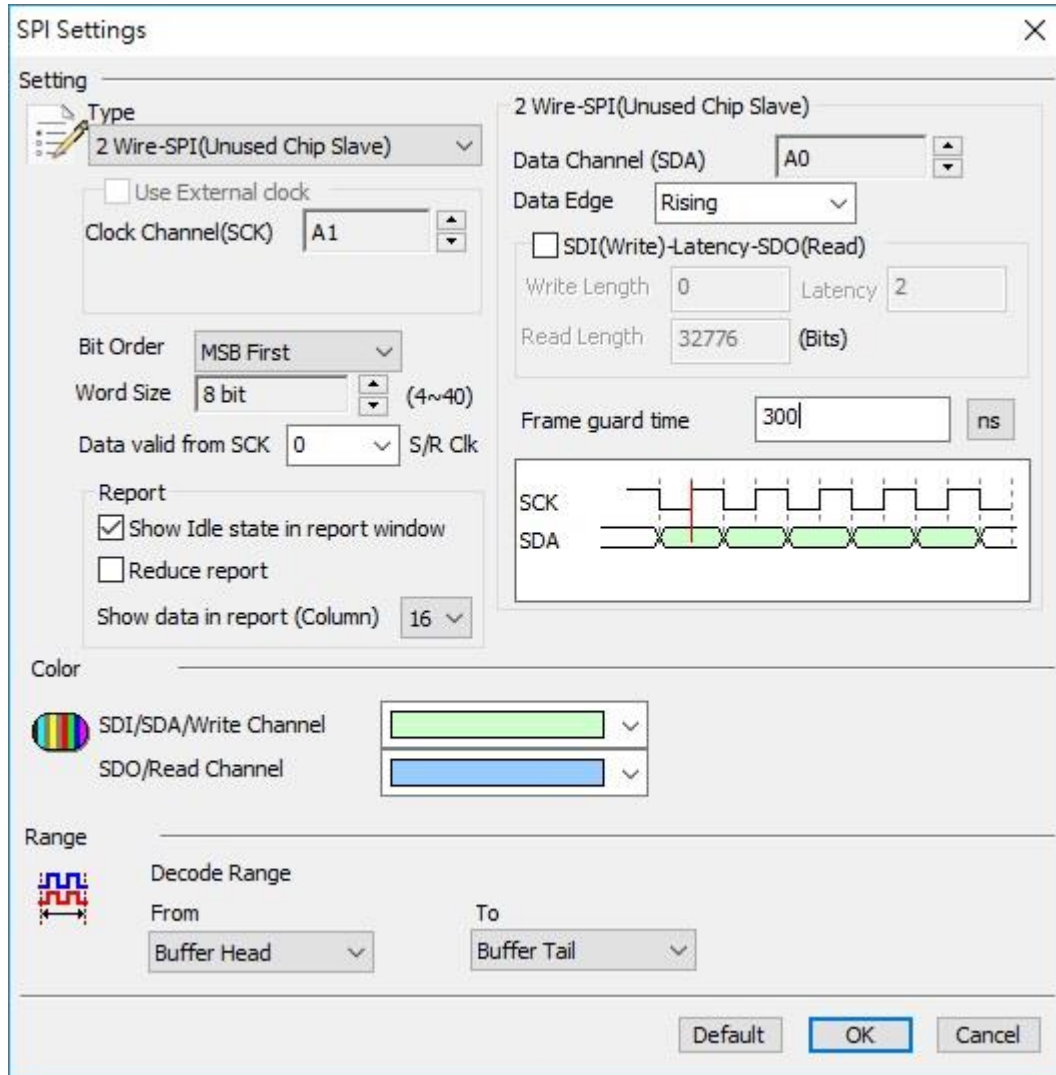 SPI Settings
Setting
Type
2 Wire-SPI(Unused Chip Slave)
Use External clock
Clock Channel(SCK) A1
Bit Order MSB First
Word Size 8 bit (4~40)
Data valid from SCK 0 S/R Clk
Report
Show Idle state in report window
Reduce report
Show data in report (Column) 16
2 Wire-SPI(Unused Chip Slave)
Data Channel (SDA) A0
Data Edge Rising
SDI(Write)-Latency-SDO(Read)
Write Length 0 Latency 2
Read Length 32776 (Bits)
Frame guard time 300 ns
SCK
SDA
Color
SDI/SDA/Write Channel
SDO/Read Channel
Range
Decode Range
From To
Buffer Head Buffer Tail
Default OK Cancel